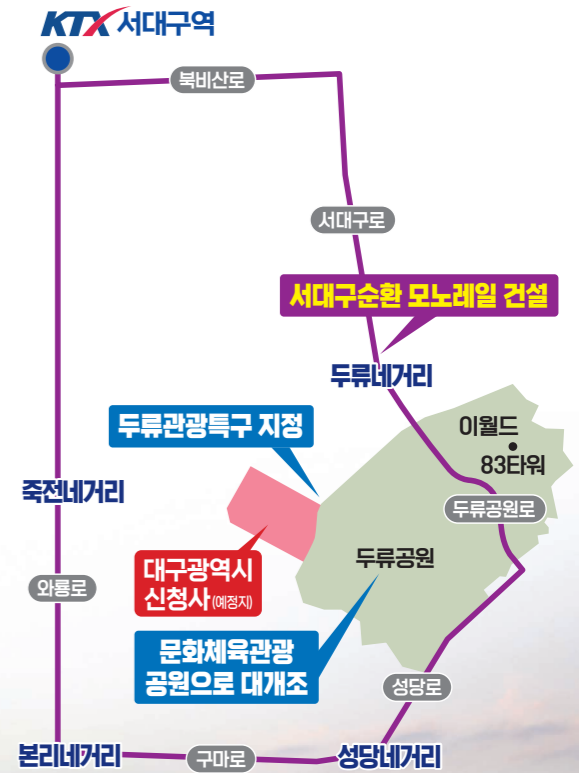 KTX 서대구역
북비산로
서대구로
서대구순환 모노레일 건설
두류네거리
두류관광특구 지정
이월드
83타워
죽전네거리
두류공원로
두류공원
대구광역시
신청사(예정지)
와룡로
문화체육관광
공원으로 대개조
성당로
본리네거리
구마로
성당네거리